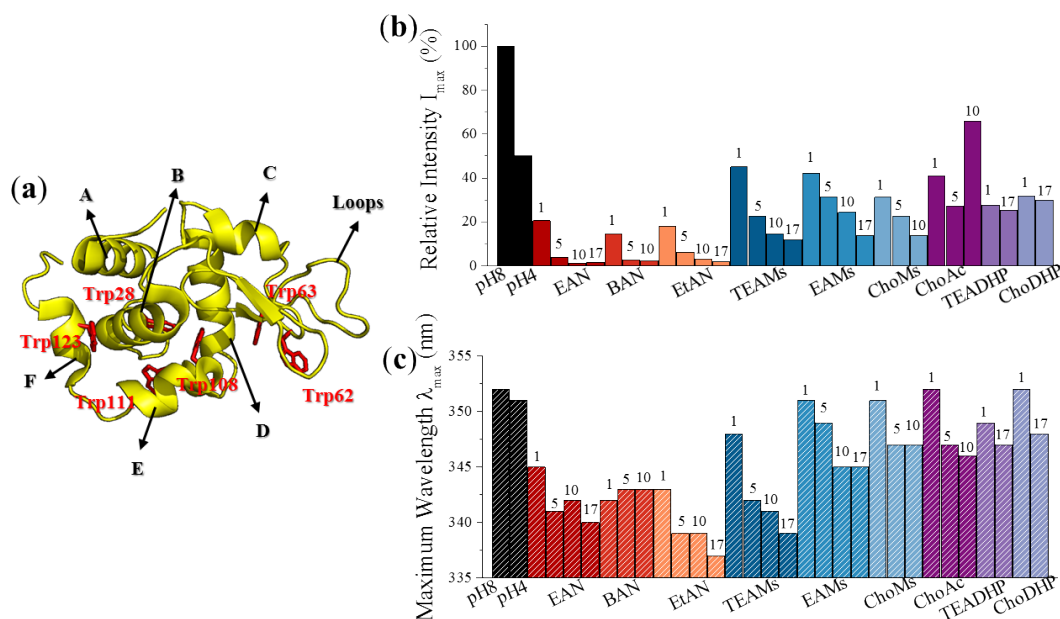 (a)
A
B
C
Loops
Trp28
Trp63
Trp123
F
Trp111
Trp108
Trp62
E
D
(b)
Relative Intensity I_max (%)
100
80
60
40
20
0
1
5
10
17
1
5
10
1
5
10
17
1
5
10
17
1
5
10
17
1
5
10
1
5
10
1
17
1
17
pH8
pH4
EAN
BAN
EtAN
TEAMs
EAMs
ChoMs
ChoAc
TEADHP
ChoDHP
(c)
Maximum Wavelength λ_max (nm)
355
350
345
340
335
1
5
10
17
1
5
10
1
5
10
17
1
5
10
17
1
5
10
17
1
5
10
1
5
10
1
17
1
17
pH8
pH4
EAN
BAN
EtAN
TEAMs
EAMs
ChoMs
ChoAc
TEADHP
ChoDHP